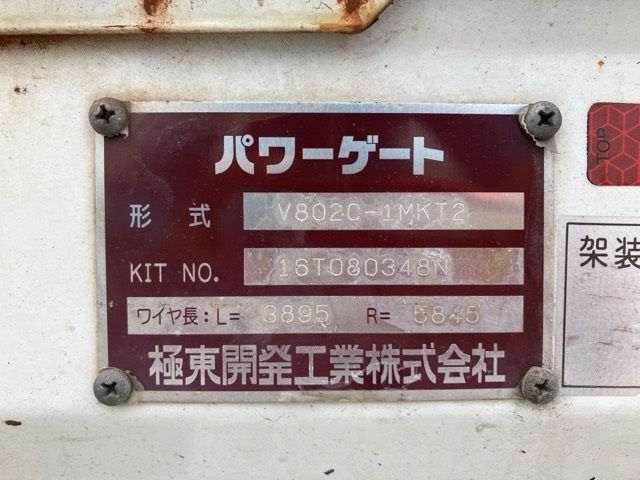 パワーゲート
形式 V802C-1MKT2
KIT NO. 16T080348N
ワイヤ長:L= 3895 R= 5845
極東開発工業株式会社
TOP
架装